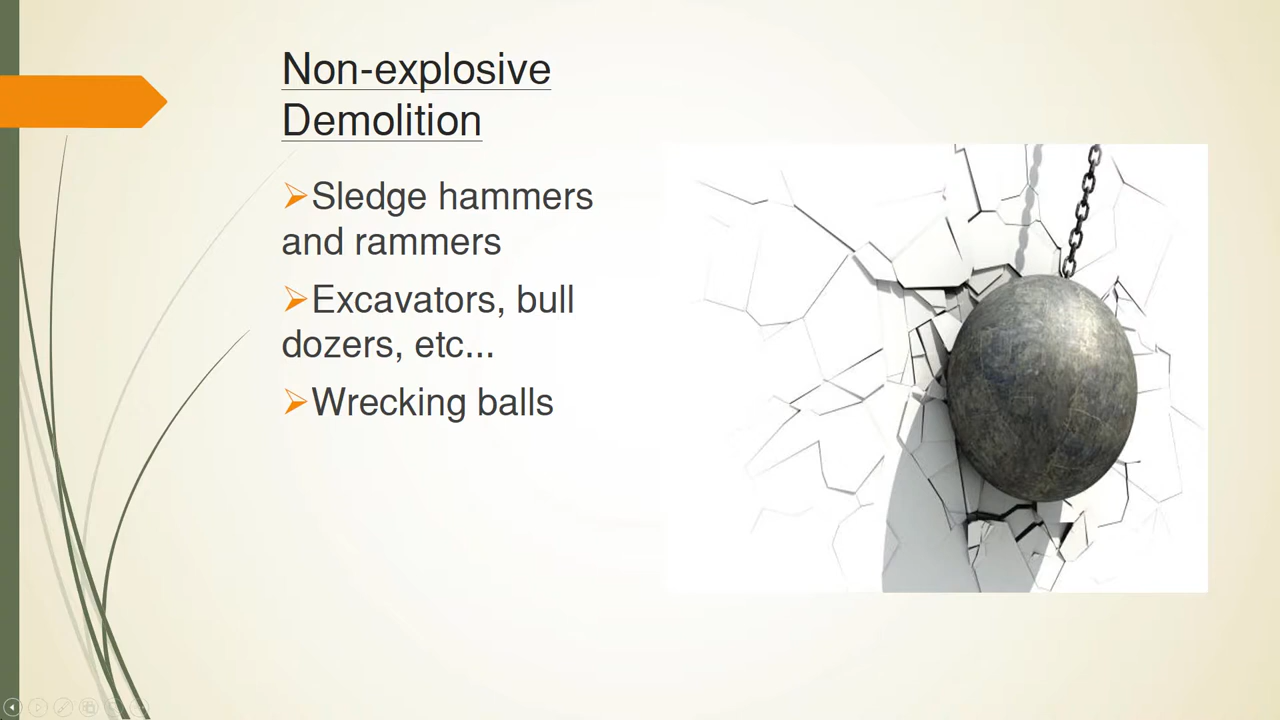 Non-explosive
Demolition
➢Sledge hammers
and rammers
➢Excavators, bull
dozers, etc...
➢Wrecking balls